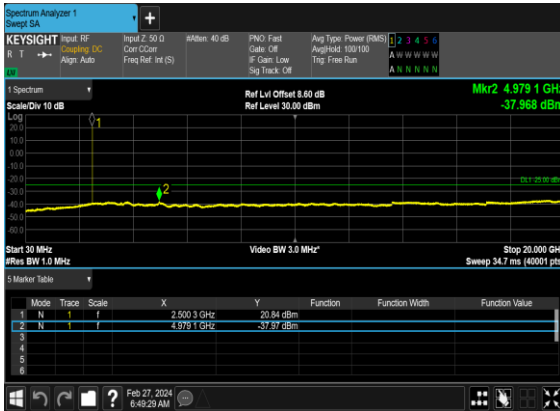 Spectrum Analyzer 1
Swept SA
+
KEYSIGHT
R T
Input: RF
Coupling: DC
Align: Auto
Input Z: 50 Ω
Corr CCorr
Freq Ref: Int (S)
#Atten: 40 dB
PNO: Fast
Gate: Off
IF Gain: Low
Sig Track: Off
Avg Type: Power (RMS)
Avg|Hold: 100/100
Trig: Free Run
1 2 3 4 5 6
A W W W W W
A N N N N N
1 Spectrum
Scale/Div 10 dB
Ref Lvl Offset 8.60 dB
Ref Level 30.00 dBm
Mkr2 4.979 1 GHz
-37.968 dBm
Log
20.0
10.0
0.00
-10.0
-20.0
-30.0
-40.0
-50.0
-60.0
1
2
DL1 -25.00 dBm
Start 30 MHz
#Res BW 1.0 MHz
Video BW 3.0 MHz*
Stop 20.000 GHz
Sweep 34.7 ms (40001 pts)
5 Marker Table
Mode Trace Scale X Y Function Function Width Function Value
1 N 1 f 2.500 3 GHz 20.84 dBm
2 N 1 f 4.979 1 GHz -37.97 dBm
3
4
5
6
?
Feb 27, 2024
6:49:29 AM